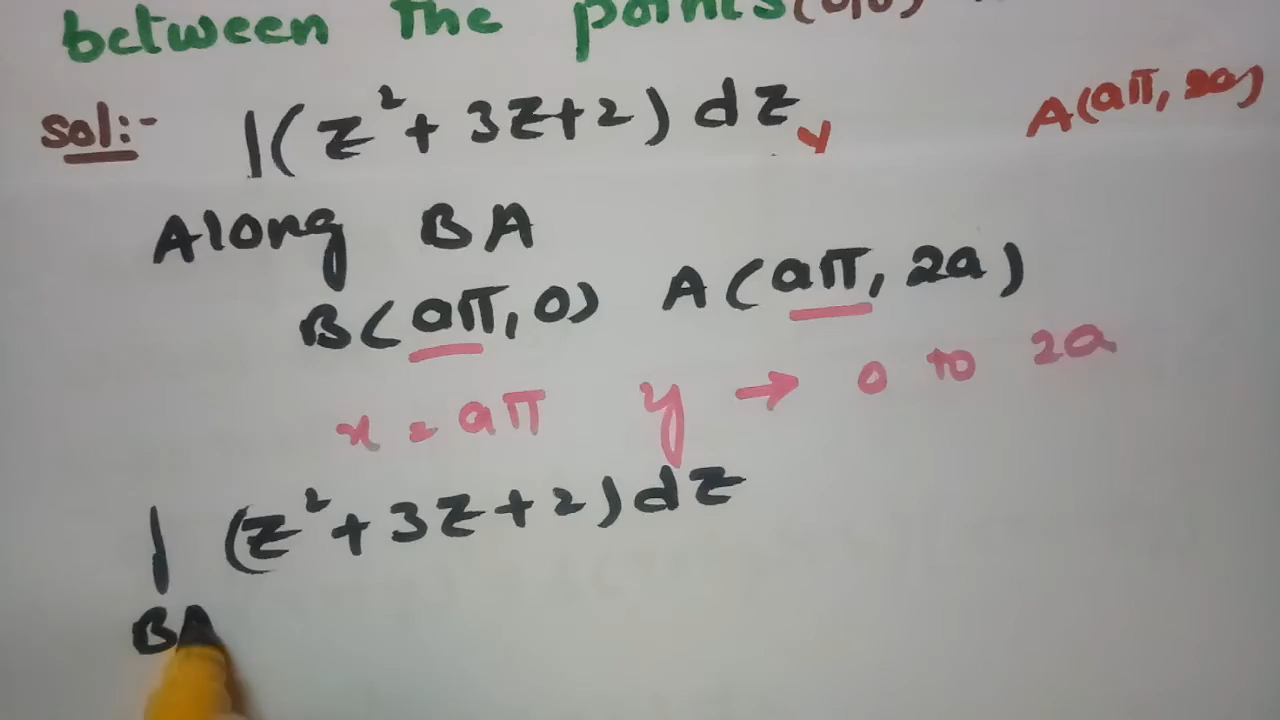 between the points
Sol:- ∫(z²+3z+2)dz
A(aπ, 2a)
Along BA
B(aπ, 0) A(aπ, 2a)
x = aπ y → 0 to 2a
∫ (z²+3z+2)dz
BA